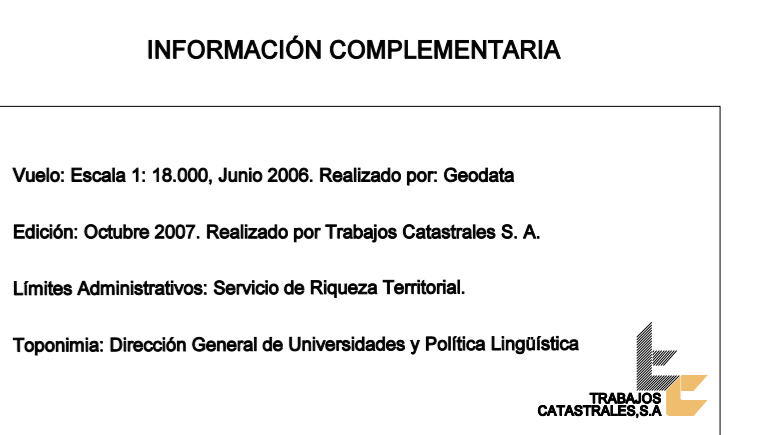 INFORMACIÓN COMPLEMENTARIA
Vuelo: Escala 1: 18.000, Junio 2006. Realizado por: Geodata
Edición: Octubre 2007. Realizado por Trabajos Catastrales S. A.
Límites Administrativos: Servicio de Riqueza Territorial.
Toponimia: Dirección General de Universidades y Política Lingüística
TRABAJOS
CATASTRALES,S.A